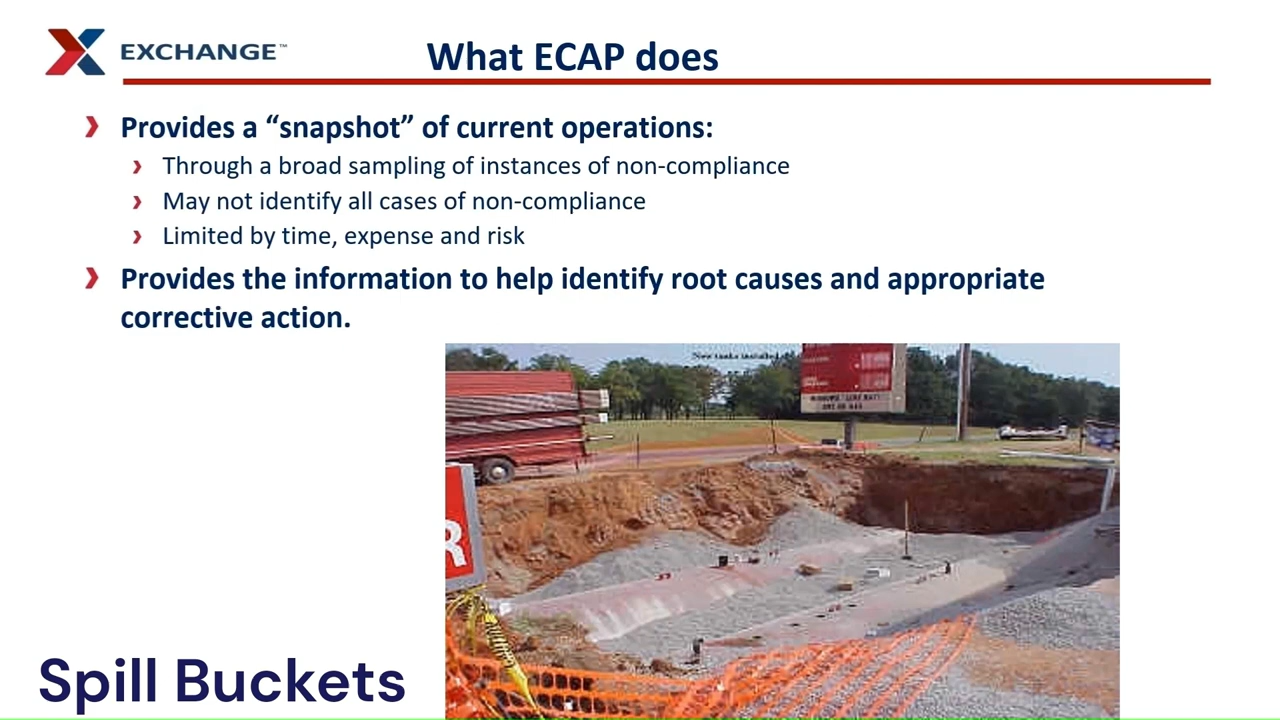 EXCHANGE™
What ECAP does
Provides a “snapshot” of current operations:
Through a broad sampling of instances of non-compliance
May not identify all cases of non-compliance
Limited by time, expense and risk
Provides the information to help identify root causes and appropriate
corrective action.
New tanks installed
R
Spill Buckets